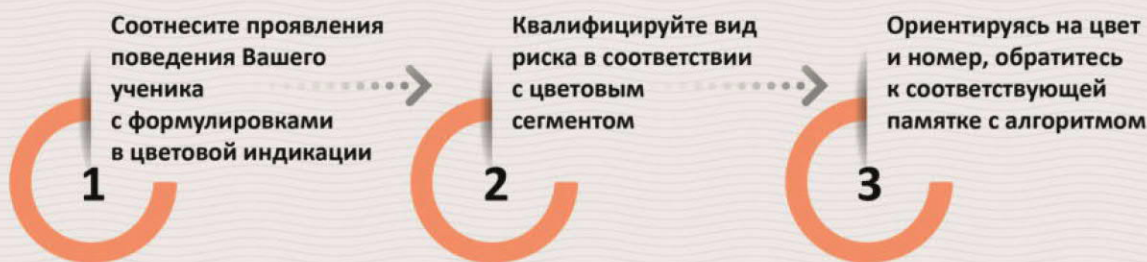 Соотнесите проявления
поведения Вашего
ученика
с формулировками
в цветовой индикации
1
Квалифицируйте вид
риска в соответствии
с цветовым
сегментом
2
Ориентируясь на цвет
и номер, обратитесь
к соответствующей
памятке с алгоритмом
3